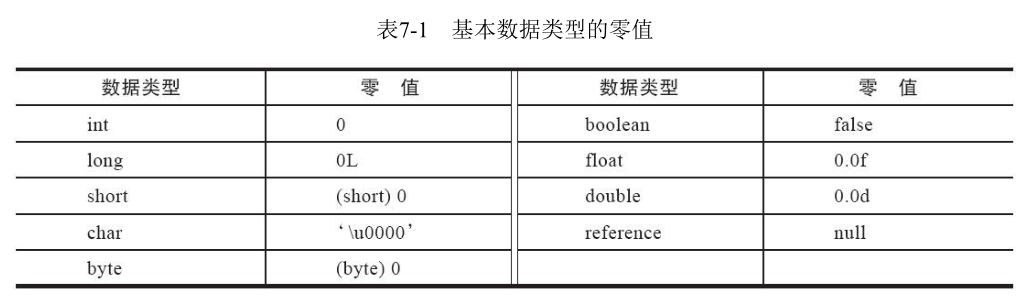 表7-1 基本数据类型的零值
数据类型 零 值 数据类型 零 值
int 0 boolean false
long 0L float 0.0f
short (short) 0 double 0.0d
char ‘\u0000’ reference null
byte (byte) 0